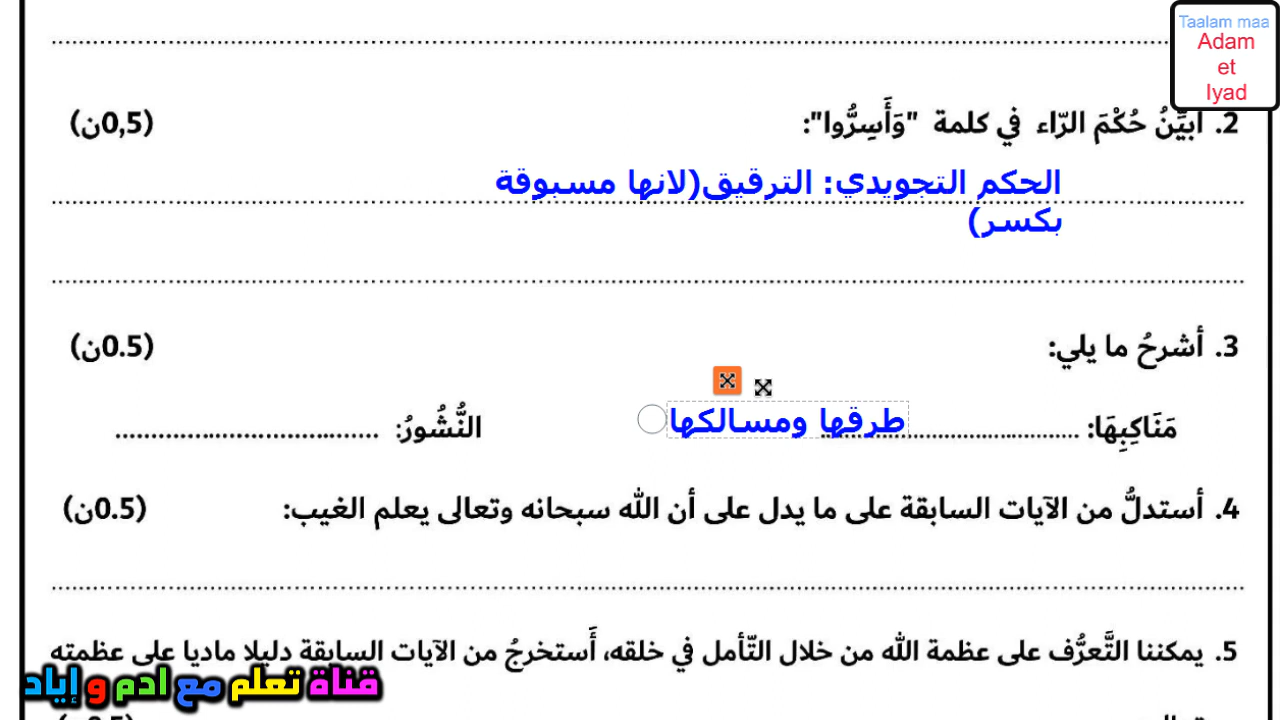 Taalam maa
Adam
et
Iyad
2. أبيِّنُ حُكْمَ الرّاء في كلمة "وَأَسِرُّوا": (0,5ن)
الحكم التجويدي: الترقيق(لانها مسبوقة
بكسر)
3. أشرحُ ما يلي: (0.5ن)
مَنَاكِبِهَا: طرقها ومسالكها النُّشُورُ:
4. أستدلُّ من الآيات السابقة على ما يدل على أن الله سبحانه وتعالى يعلم الغيب: (0.5ن)
5. يمكننا التَّعرُّف على عظمة الله من خلال التّأمل في خلقه، أَستخرجُ من الآيات السابقة دليلا ماديا على عظمته
قناة تعلم مع ادم و إياد